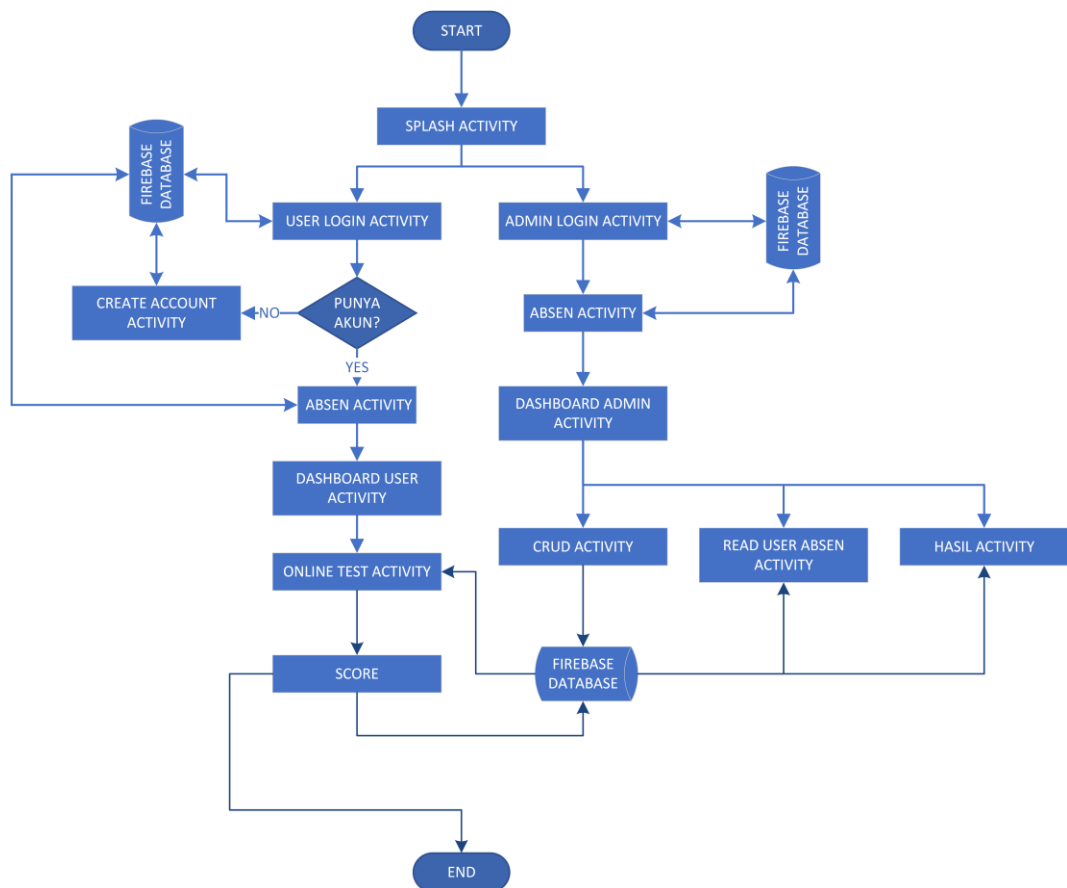 START
SPLASH ACTIVITY
FIREBASE
DATABASE
USER LOGIN ACTIVITY
ADMIN LOGIN ACTIVITY
FIREBASE
DATABASE
CREATE ACCOUNT
ACTIVITY
NO
PUNYA
AKUN?
ABSEN ACTIVITY
YES
ABSEN ACTIVITY
DASHBOARD ADMIN
ACTIVITY
DASHBOARD USER
ACTIVITY
ONLINE TEST ACTIVITY
CRUD ACTIVITY
READ USER ABSEN
ACTIVITY
HASIL ACTIVITY
SCORE
FIREBASE
DATABASE
END